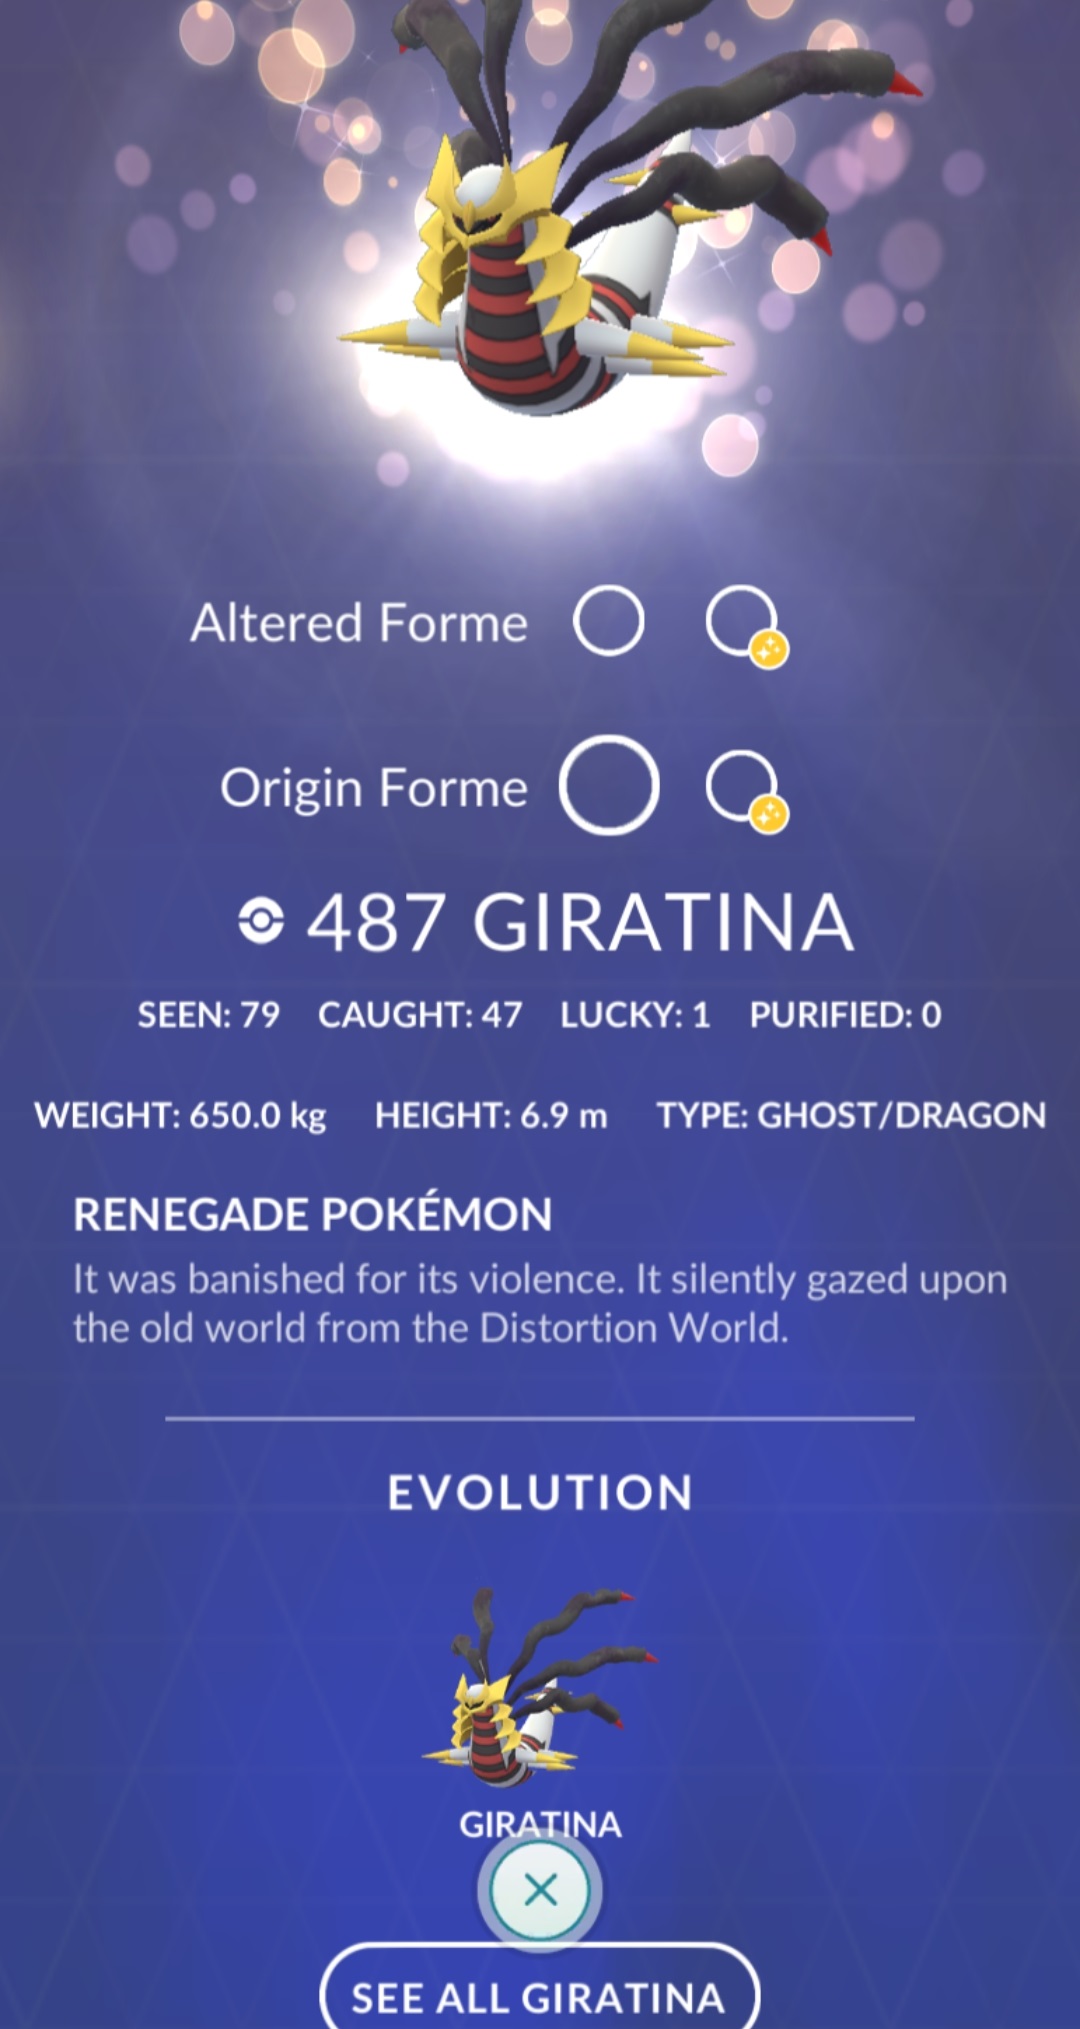 Altered Forme
Origin Forme
487 GIRATINA
SEEN: 79 CAUGHT: 47 LUCKY: 1 PURIFIED: 0
WEIGHT: 650.0 kg HEIGHT: 6.9 m TYPE: GHOST/DRAGON
RENEGADE POKÉMON
It was banished for its violence. It silently gazed upon
the old world from the Distortion World.
EVOLUTION
GIRATINA
SEE ALL GIRATINA